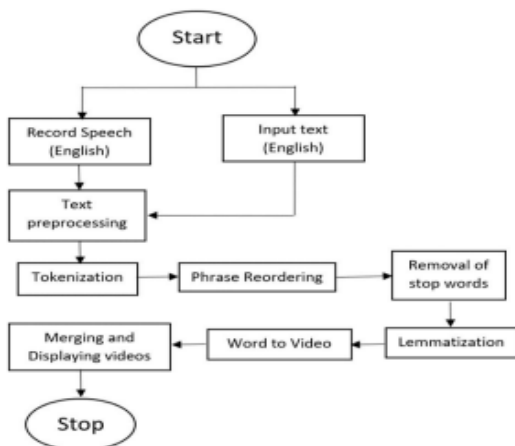 Start
Record Speech
(English)
Input text
(English)
Text
preprocessing
Tokenization
Phrase Reordering
Removal of
stop words
Lemmatization
Word to Video
Merging and
Displaying videos
Stop